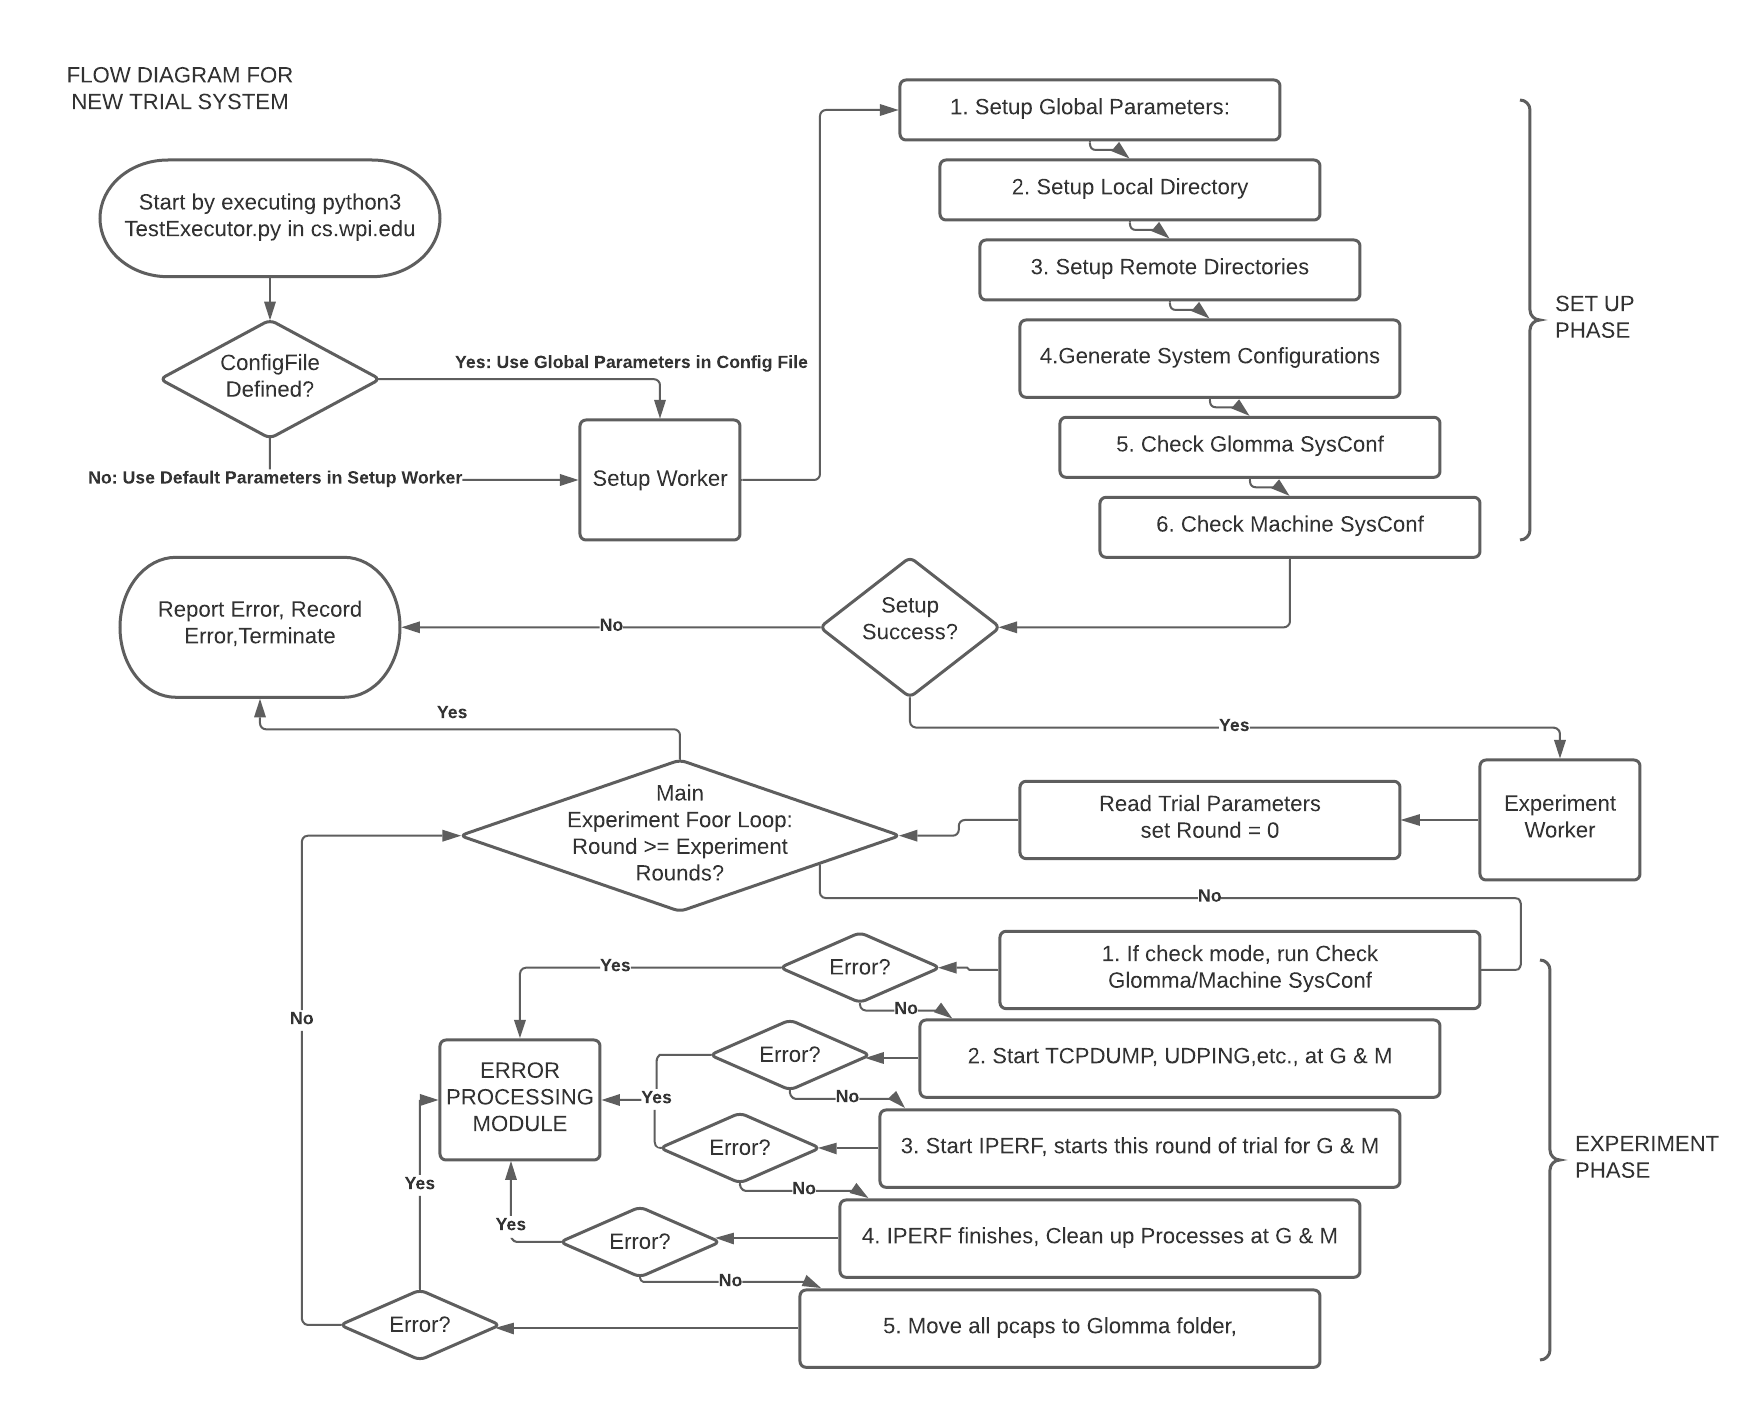 FLOW DIAGRAM FOR
NEW TRIAL SYSTEM
Start by executing python3
TestExecutor.py in cs.wpi.edu
ConfigFile
Defined?
Yes: Use Global Parameters in Config File
No: Use Default Parameters in Setup Worker
Setup Worker
1. Setup Global Parameters:
2. Setup Local Directory
3. Setup Remote Directories
4.Generate System Configurations
5. Check Glomma SysConf
6. Check Machine SysConf
SET UP
PHASE
Setup
Success?
No
Report Error, Record
Error,Terminate
Yes
Yes
Experiment
Worker
Read Trial Parameters
set Round = 0
Main
Experiment Foor Loop:
Round >= Experiment
Rounds?
No
1. If check mode, run Check
Glomma/Machine SysConf
Error?
Yes
No
No
2. Start TCPDUMP, UDPING,etc., at G & M
Error?
ERROR
PROCESSING
MODULE
Yes
No
3. Start IPERF, starts this round of trial for G & M
Error?
EXPERIMENT
PHASE
Yes
No
4. IPERF finishes, Clean up Processes at G & M
Error?
Yes
No
5. Move all pcaps to Glomma folder,
Error?